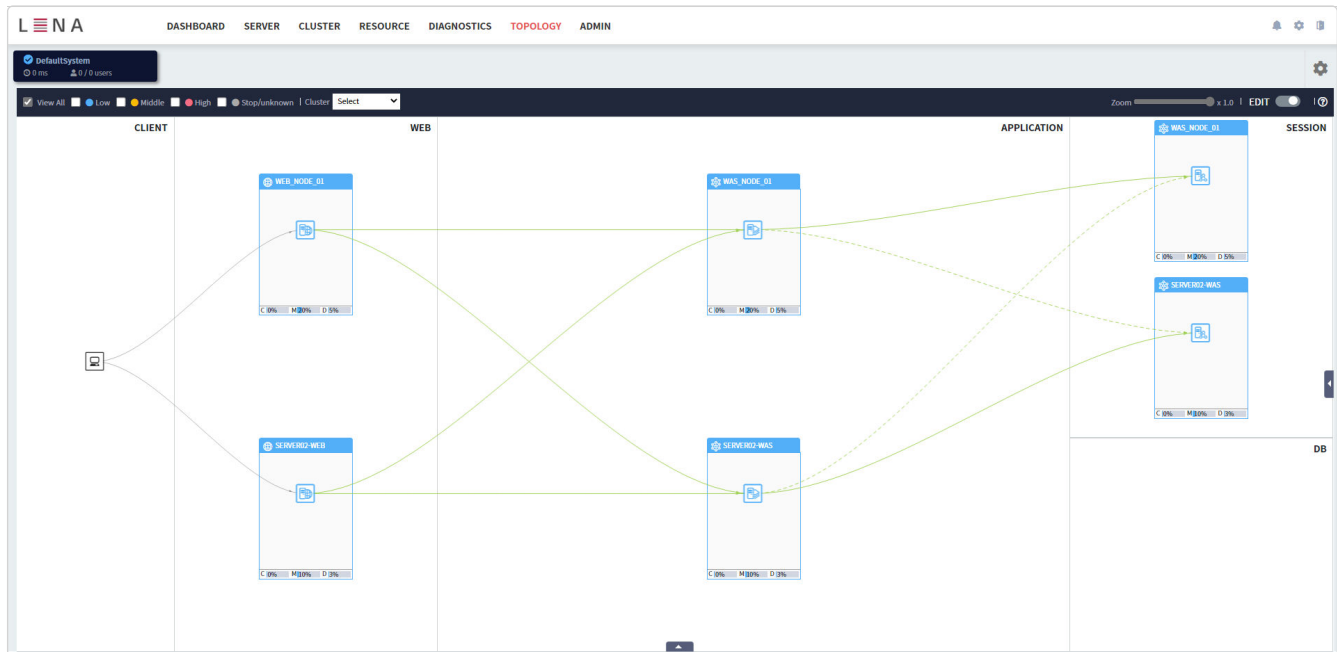 LENA DASHBOARD SERVER CLUSTER RESOURCE DIAGNOSTICS TOPOLOGY ADMIN
DefaultSystem
0 ms 0 / 0 users
View All Low Middle High Stop/unknown | Cluster Select Zoom x 1.0 | EDIT |
CLIENT WEB APPLICATION SESSION
WAS_NODE_01
WEB_NODE_01 WAS_NODE_01
C 0% M 20% D 5%
SERVER02-WAS
C 0% M 20% D 5% C 0% M 20% D 5%
C 0% M 10% D 3%
SERVER02-WEB SERVER02-WAS DB
C 0% M 10% D 3% C 0% M 10% D 3%